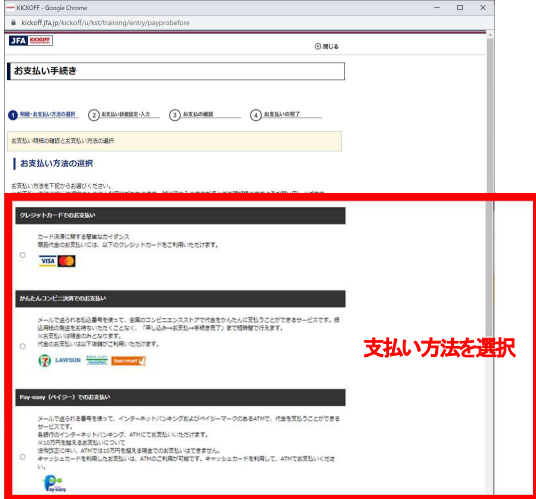 KICKOFF - Google Chrome
kickoff.jfa.jp/kickoff/u/kst/training/entry/payprobefore
JFA KICKOFF
閉じる
お支払い手続き
1 明細・お支払い方法の選択 2 お支払い詳細設定・入力 3 お支払の確認 4 お支払いの完了
お支払い明細の確認とお支払い方法の選択
お支払い方法の選択
お支払い方法を下記からお選びください。
クレジットカードでのお支払い
カード決済に関する簡単なガイダンス
商品代金のお支払いには、以下のクレジットカードをご利用いただけます。
VISA
かんたんコンビニ決済でのお支払い
メールで送られる払込番号を使って、全国のコンビニエンスストアで代金をかんたんに支払うことができるサービスです。払
込用紙の発送をお待ちいただくことなく、「申し込み→お支払→手続き完了」まで短時間で行えます。
※お支払いは現金のみとなります。
代金のお支払いは以下店舗がご利用いただけます。
LAWSON FamilyMart Seicomart
支払い方法を選択
Pay-easy（ペイジー）でのお支払い
メールで送られる番号を使って、インターネットバンキングおよびペイジーマークのあるATMで、代金を支払うことができる
サービスです。
各銀行のインターネットバンキング、ATMにてお支払いいただけます。
※10万円を超えるお支払いについて
法令改正に伴い、ATMでは10万円を超える現金でのお支払いはできません。
キャッシュカードを利用したお支払いは、ATMのご利用が可能です。キャッシュカードを利用して、ATMでお支払いくださ
い。
Pay-easy